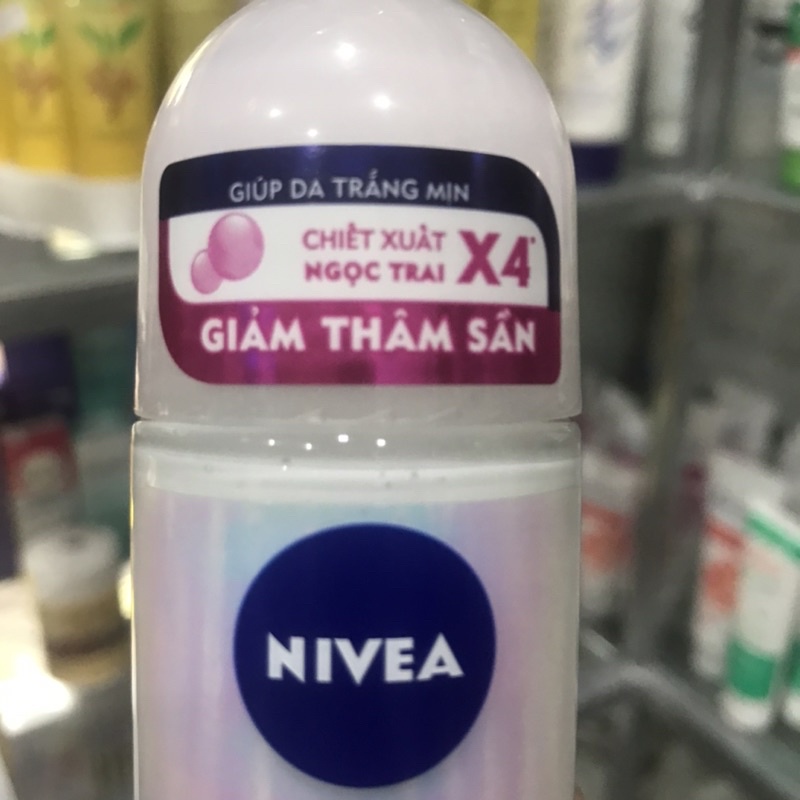 GIÚP DA TRẮNG MỊN
CHIẾT XUẤT
NGỌC TRAI X4*
GIẢM THÂM SẦN
NIVEA